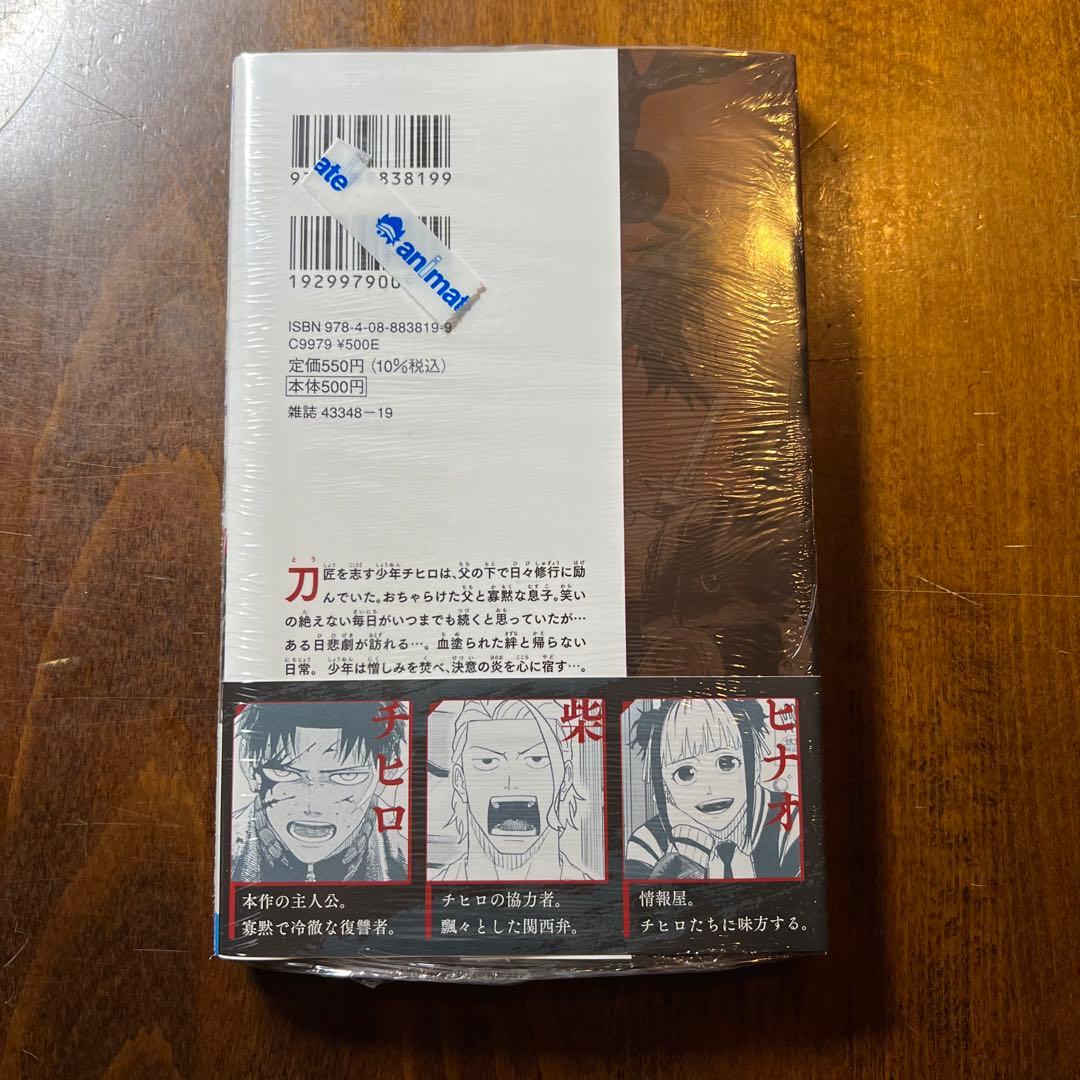 838199
ate
animat
192997900
ISBN 978-4-08-883819-9
C9979 ¥500E
定価550円(10%税込)
本体500円
雑誌 43348-19
刀匠を志す少年チヒロは、父の下で日々修行に励
んでいた。おちゃらけた父と寡黙な息子。笑い
の絶えない毎日がいつまでも続くと思っていたが…
ある日悲劇が訪れる…。血塗られた絆と帰らない
日常。少年は憎しみを焚べ、決意の炎を心に宿す…。
チヒロ
本作の主人公。
寡黙で冷徹な復讐者。
柴
チヒロの協力者。
飄々とした関西弁。
ヒナオ
情報屋。
チヒロたちに味方する。